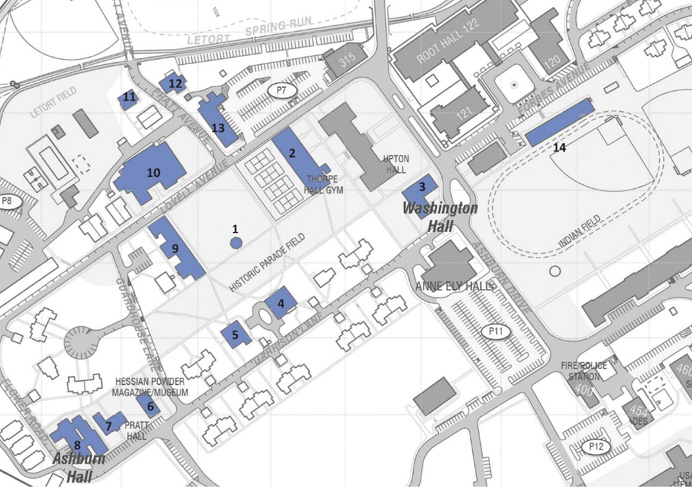 LETORT SPRING RUN
ROOT HALL 122
120
315
AVENUE
12
11
PRATT AVENUE
P7
FORBES AVENUE
121
LETORT FIELD
13
14
2
10
THORPE
HALL GYM
UPTON
HALL
3
P8
LOVELL AVENUE
Washington
Hall
1
9
HISTORIC PARADE FIELD
INDIAN FIELD
ASHBURN DRIVE
ANNE ELY HALL
4
5
GARRISON LANE
GUARDHOUSE LANE
P11
HESSIAN POWDER
MAGAZINE/MUSEUM
6
FIRE/POLICE
STATION
400
7
PRATT
HALL
8
Ashburn
Hall
P12